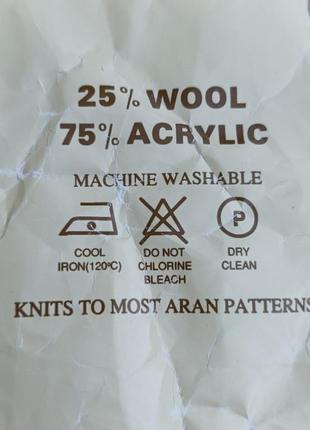 25% WOOL
75% ACRYLIC
MACHINE WASHABLE
P
COOL IRON(120ºC)
DO NOT CHLORINE BLEACH
DRY CLEAN
KNITS TO MOST ARAN PATTERNS